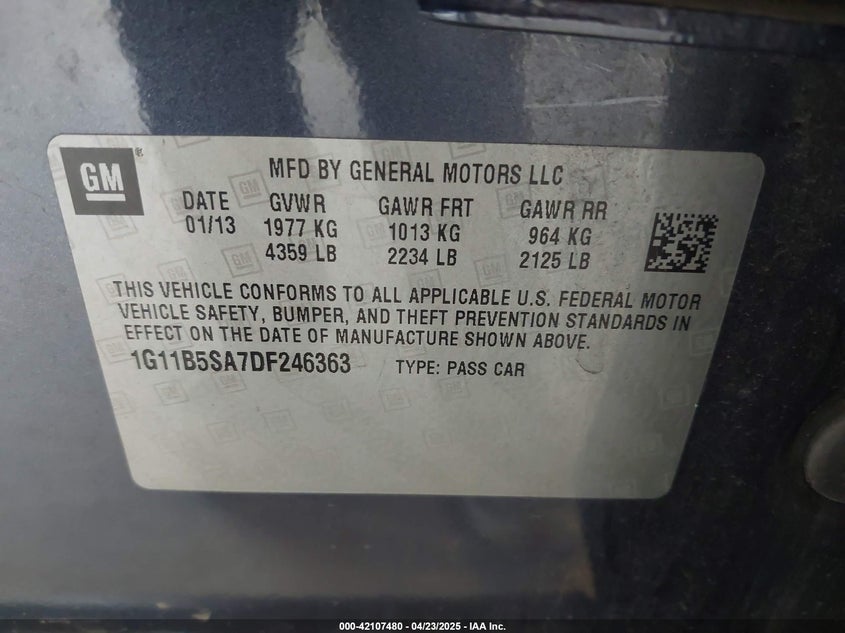 GM
MFD BY GENERAL MOTORS LLC
DATE GVWR GAWR FRT GAWR RR
01/13 1977 KG 1013 KG 964 KG
4359 LB 2234 LB 2125 LB
THIS VEHICLE CONFORMS TO ALL APPLICABLE U.S. FEDERAL MOTOR
VEHICLE SAFETY, BUMPER, AND THEFT PREVENTION STANDARDS IN
EFFECT ON THE DATE OF MANUFACTURE SHOWN ABOVE.
1G11B5SA7DF246363 TYPE: PASS CAR
000-42107480 - 04/23/2025 - IAA Inc.